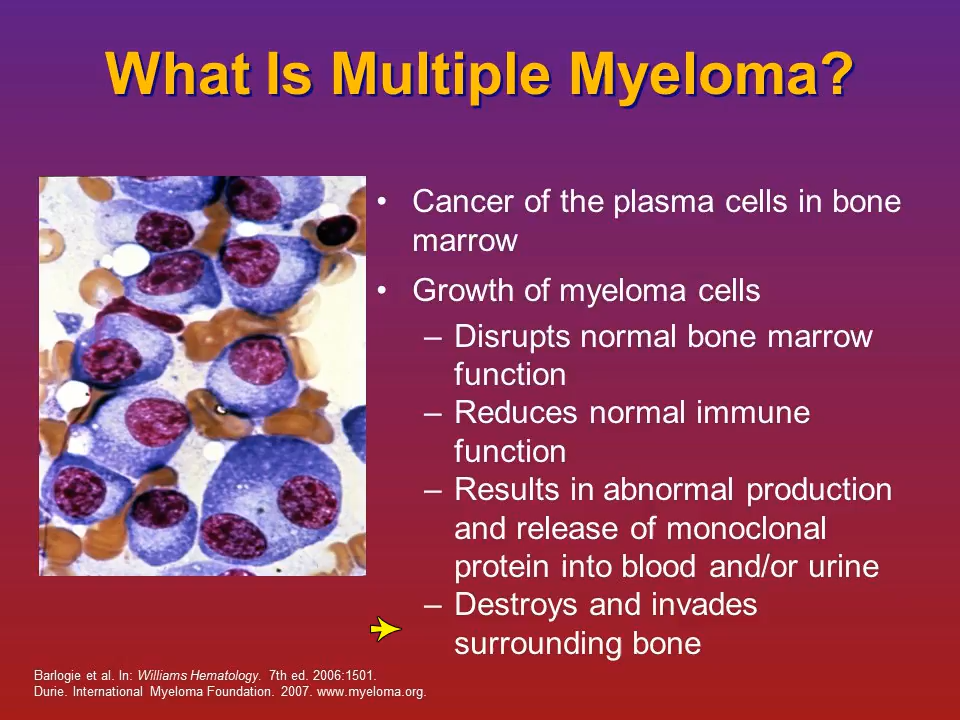 What Is Multiple Myeloma?
• Cancer of the plasma cells in bone
marrow
• Growth of myeloma cells
– Disrupts normal bone marrow
function
– Reduces normal immune
function
– Results in abnormal production
and release of monoclonal
protein into blood and/or urine
– Destroys and invades
surrounding bone
Barlogie et al. In: Williams Hematology. 7th ed. 2006:1501.
Durie. International Myeloma Foundation. 2007. www.myeloma.org.